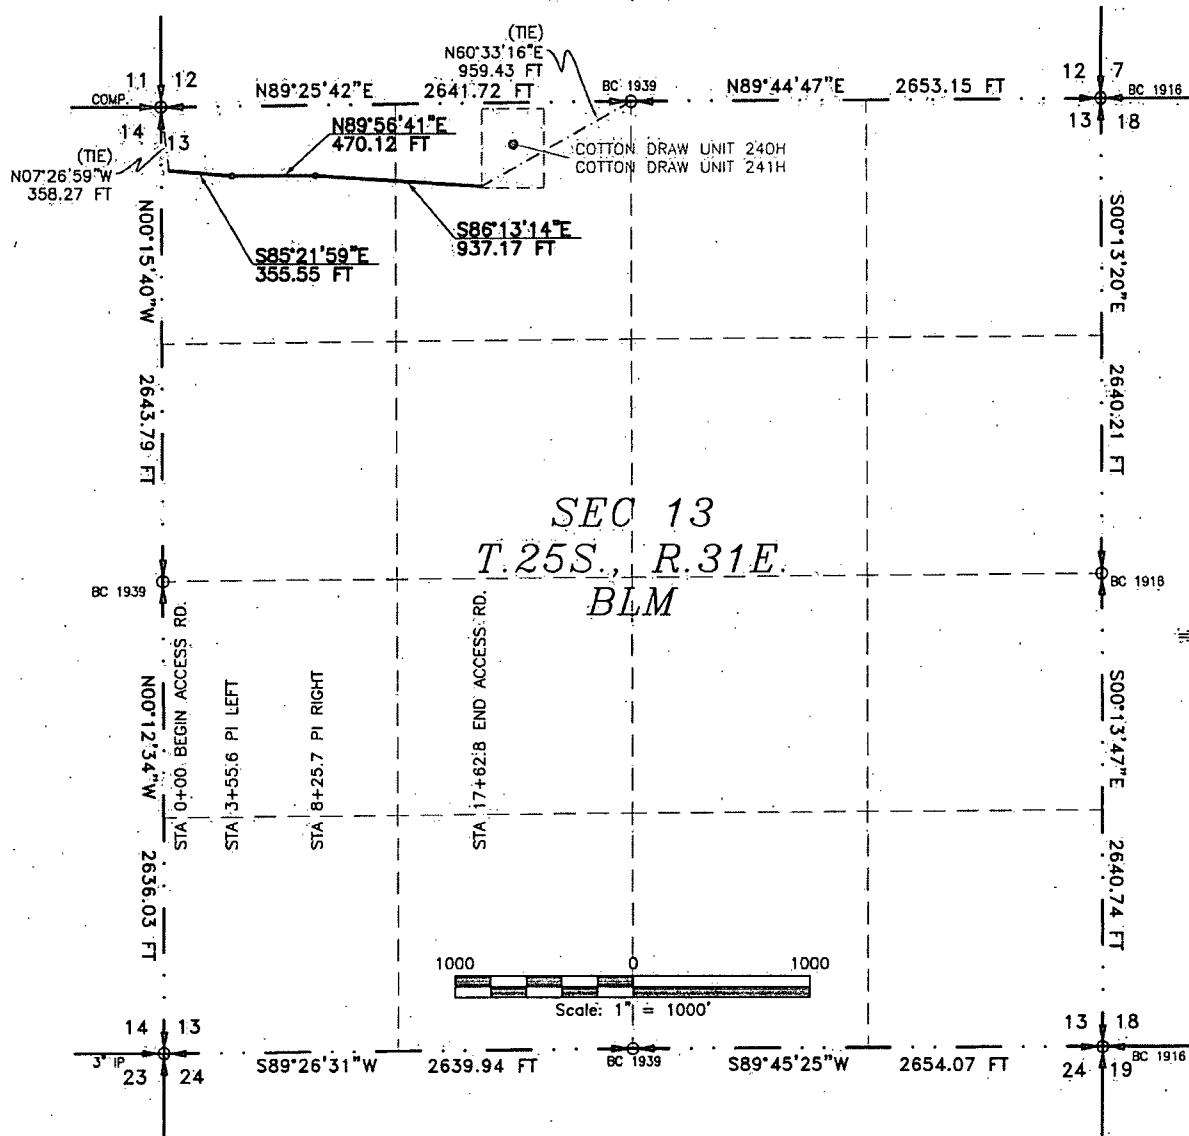 (TIE)
N60°33'16"E
959.43 FT
11 12
COMP.
14 13
N89°25'42"E 2641.72 FT
BC 1939
N89°44'47"E 2653.15 FT
12 7
BC 1916
13 18
(TIE)
N07°26'59"W
358.27 FT
N89°56'41"E
470.12 FT
COTTON DRAW UNIT 240H
COTTON DRAW UNIT 241H
S86°13'14"E
937.17 FT
S85°21'59"E
355.55 FT
N00°15'40"W 2643.79 FT
S00°13'20"E 2640.21 FT
SEC 13
T.25S., R.31E.
BLM
BC 1939
BC 1916
STA 0+00 BEGIN ACCESS RD.
STA 3+55.6 PI LEFT
STA 8+25.7 PI RIGHT
STA 17+62.8 END ACCESS RD.
N00°12'34"W 2636.03 FT
S00°13'47"E 2640.74 FT
1000 0 1000
Scale: 1" = 1000'
14 13
3" IP
23 24
S89°26'31"W 2639.94 FT
BC 1939
S89°45'25"W 2654.07 FT
13 18
BC 1916
24 19